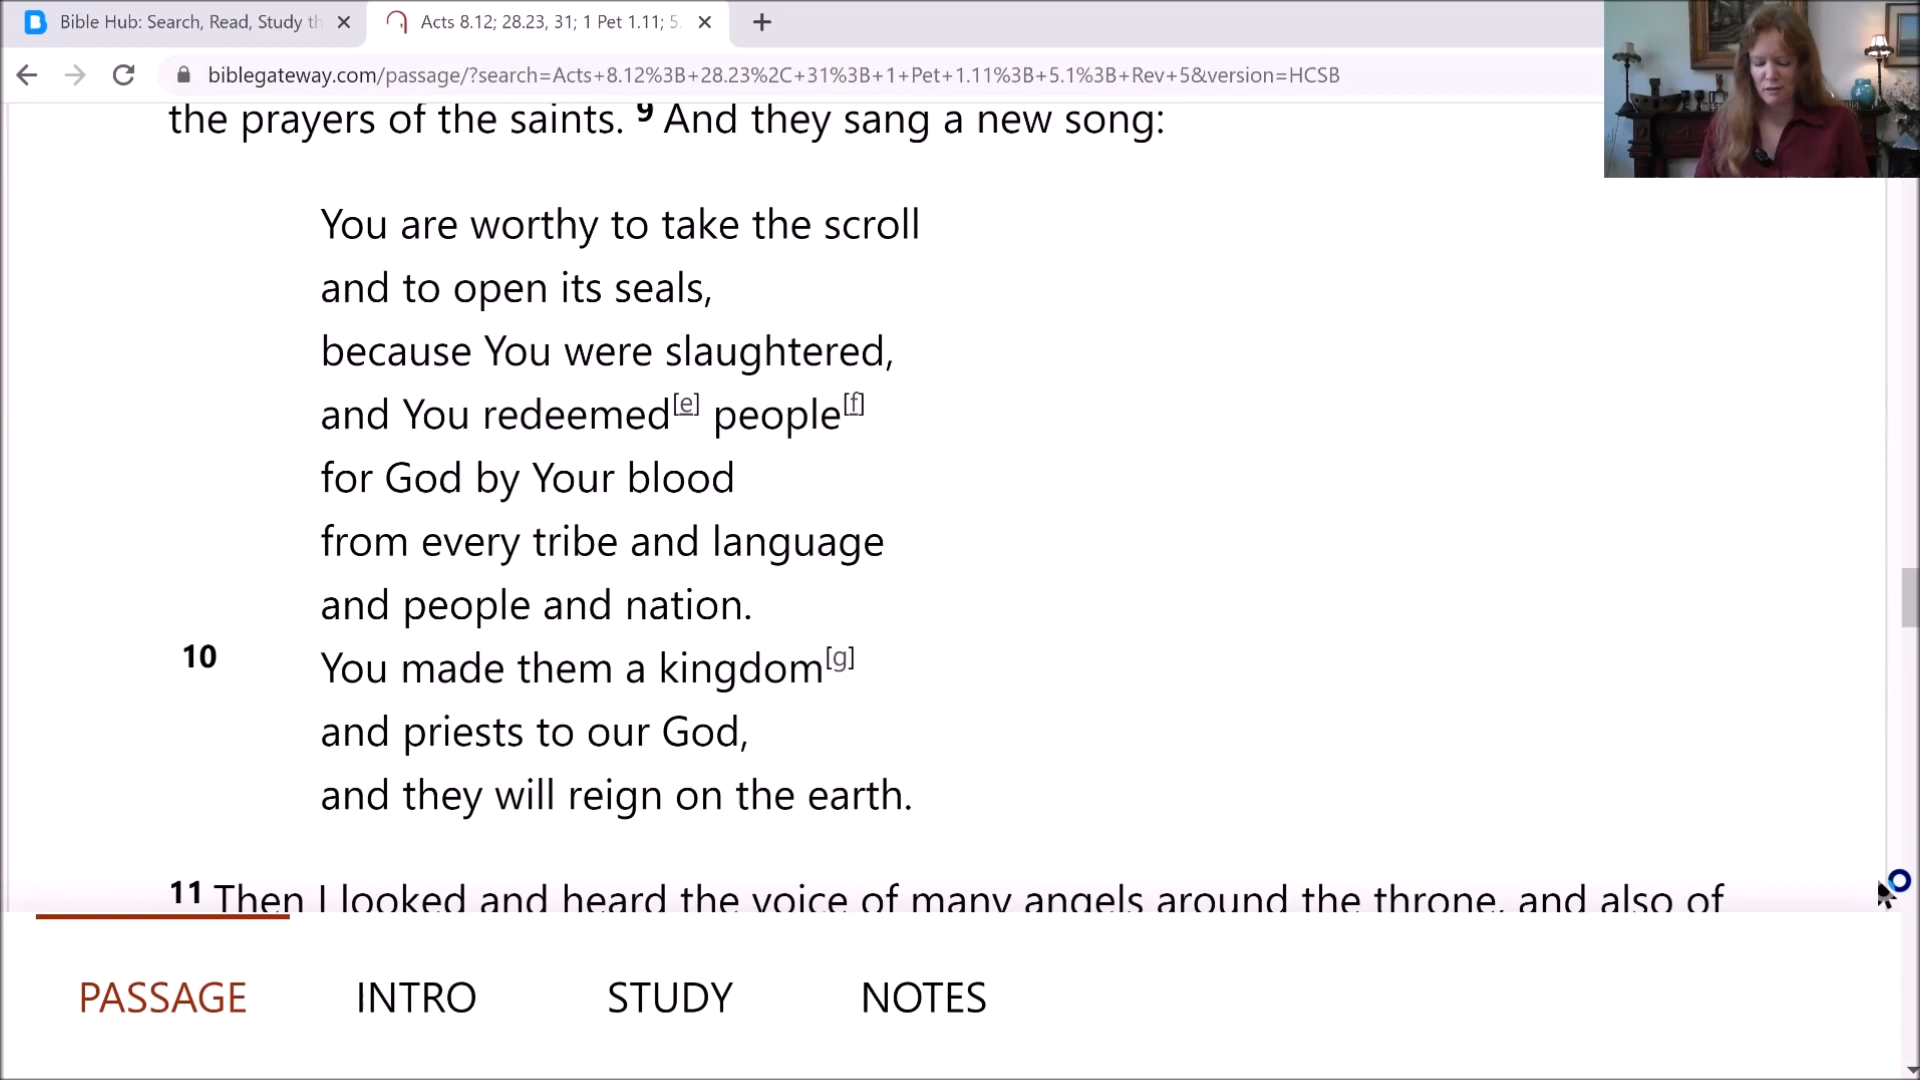 Bible Hub: Search, Read, Study th
Acts 8.12; 28.23, 31; 1 Pet 1.11; 5.
biblegateway.com/passage/?search=Acts+8.12%3B+28.23%2C+31%3B+1+Pet+1.11%3B+5.1%3B+Rev+5&version=HCSB
the prayers of the saints. 9 And they sang a new song:
You are worthy to take the scroll
and to open its seals,
because You were slaughtered,
and You redeemed[e] people[f]
for God by Your blood
from every tribe and language
and people and nation.
10 You made them a kingdom[g]
and priests to our God,
and they will reign on the earth.
11 Then I looked and heard the voice of many angels around the throne, and also of
PASSAGE INTRO STUDY NOTES